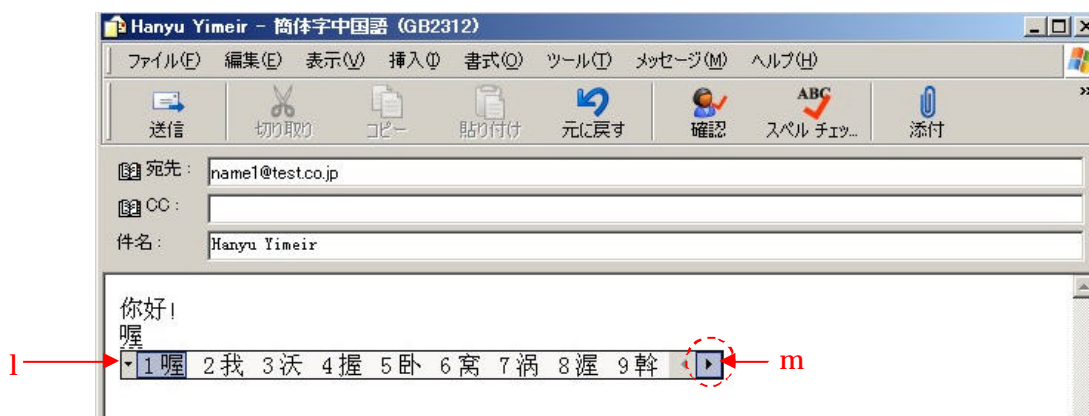 Hanyu Yimeir - 简体字中国語 (GB2312)
ファイル(F) 編集(E) 表示(V) 挿入(I) 書式(O) ツール(T) メッセージ(M) ヘルプ(H)
送信 切り取り コピー 貼り付け 元に戻す 確認 ABC スペル チェッ... 添付 »
宛先: name1@test.co.jp
CC:
件名: Hanyu Yimeir
你好!
喔
l 1喔 2我 3沃 4握 5卧 6窝 7涡 8渥 9斡 m